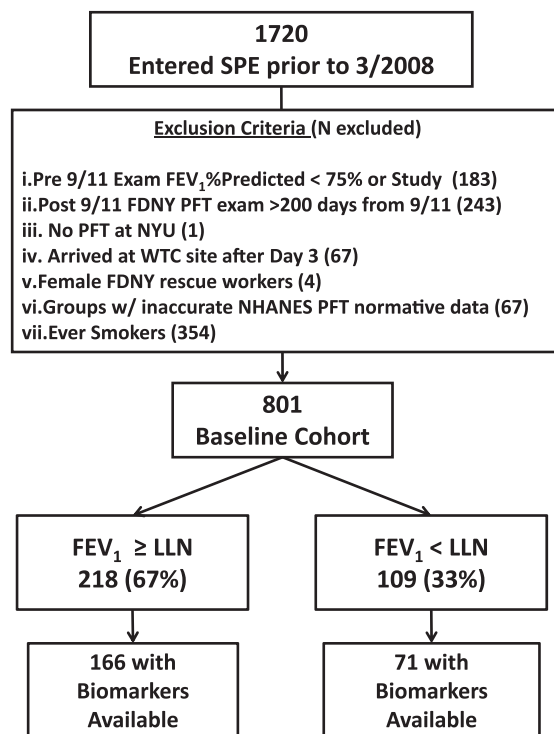 1720
Entered SPE prior to 3/2008
Exclusion Criteria (N excluded)
i.Pre 9/11 Exam FEV₁%Predicted < 75% or Study (183)
ii.Post 9/11 FDNY PFT exam >200 days from 9/11 (243)
iii. No PFT at NYU (1)
iv. Arrived at WTC site after Day 3 (67)
v.Female FDNY rescue workers (4)
vi.Groups w/ inaccurate NHANES PFT normative data (67)
vii.Ever Smokers (354)
801
Baseline Cohort
FEV₁ ≥ LLN
218 (67%)
FEV₁ < LLN
109 (33%)
166 with
Biomarkers
Available
71 with
Biomarkers
Available